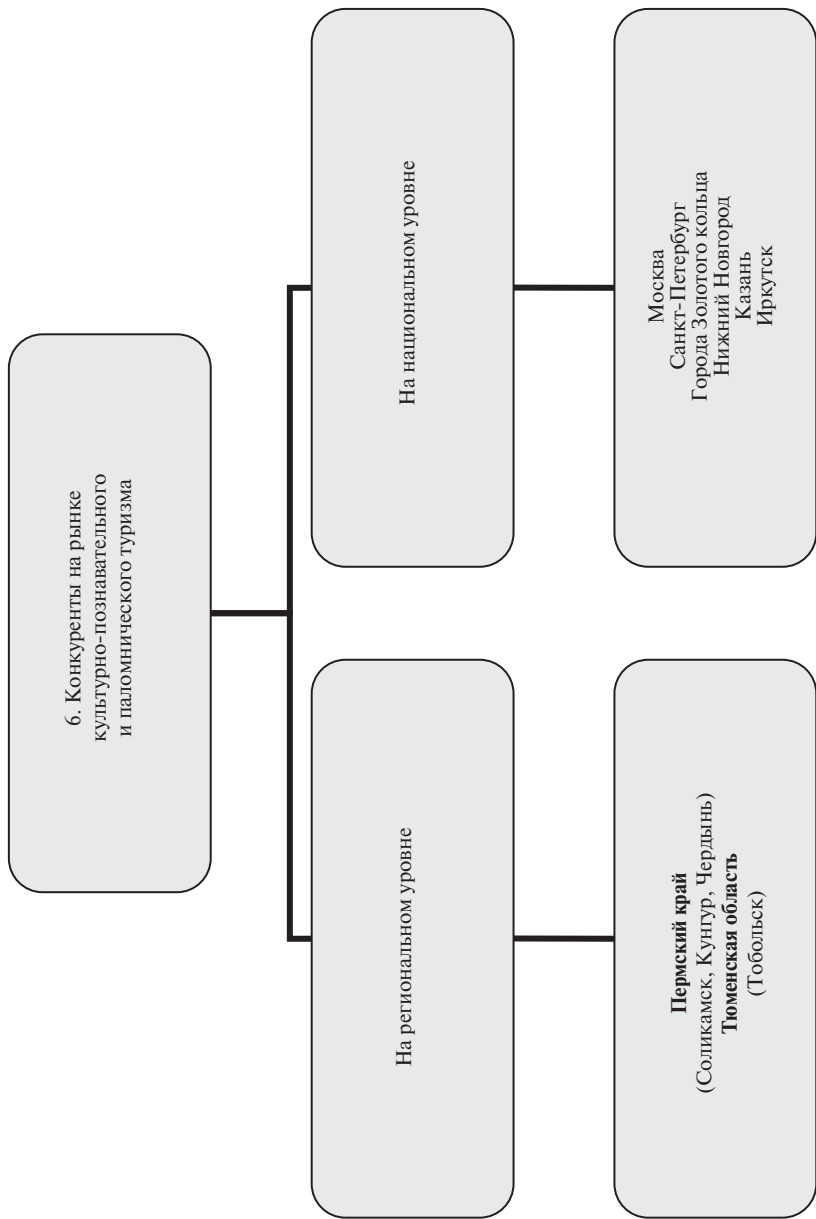 6. Конкуренты на рынке
культурно-познавательного
и паломнического туризма
На региональном уровне
На национальном уровне
Пермский край
(Соликамск, Кунгур, Чердынь)
Тюменская область
(Тобольск)
Москва
Санкт-Петербург
Города Золотого кольца
Нижний Новгород
Казань
Иркутск